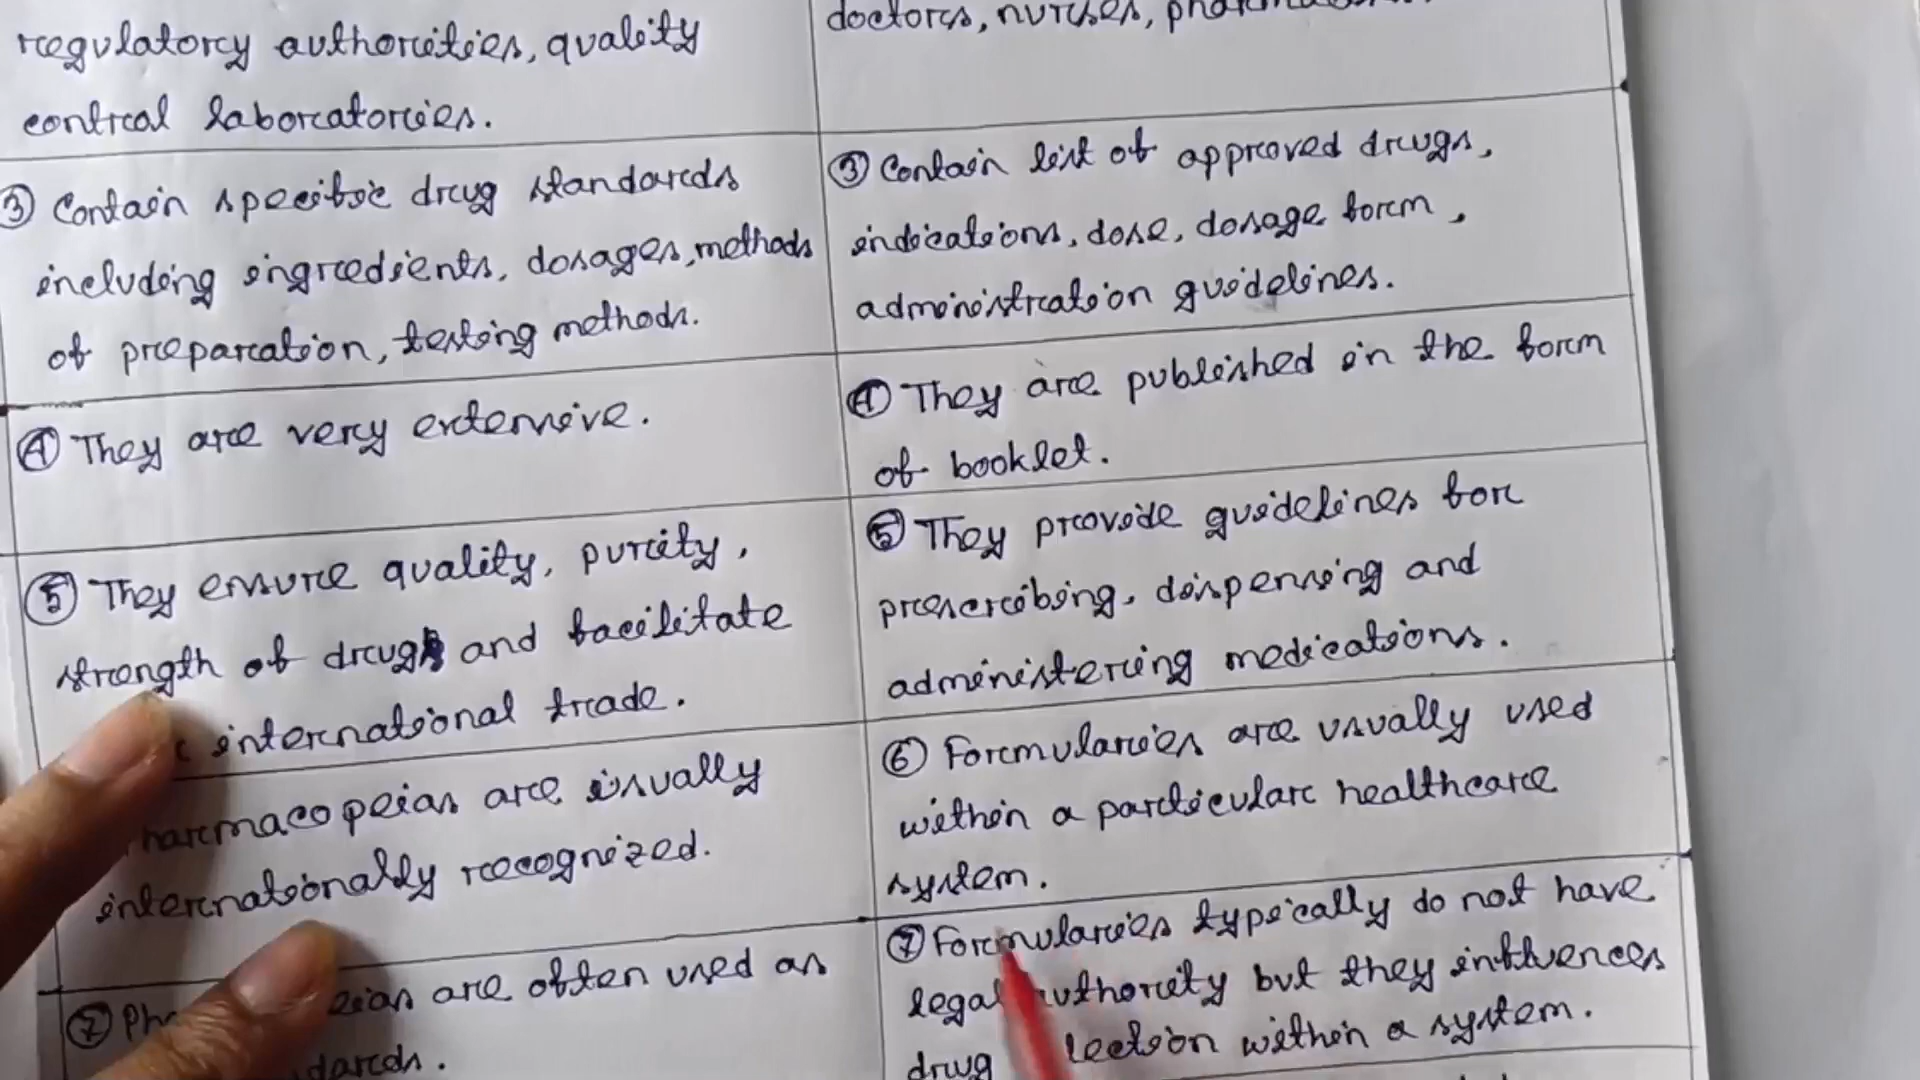 regulatory authorities, quality
control laboratories.
③ Contain specific drug standards
including ingredients, dosages, methods
of preparation, testing methods.
④ They are very extensive.
⑤ They ensure quality, purity,
strength of drugs and facilitate
international trade.
are usually
internationally recognized.
⑦ are often used as
doctors, nurses,
③ Contain list of approved drugs,
indications, dose, dosage form,
administration guidelines.
④ They are published in the form
of booklet.
⑤ They provide guidelines for
prescribing, dispensing and
administering medications.
⑥ Formularies are usually used
within a particular healthcare
system.
⑦ Formularies typically do not have
legal authority but they influences
drug within a system.